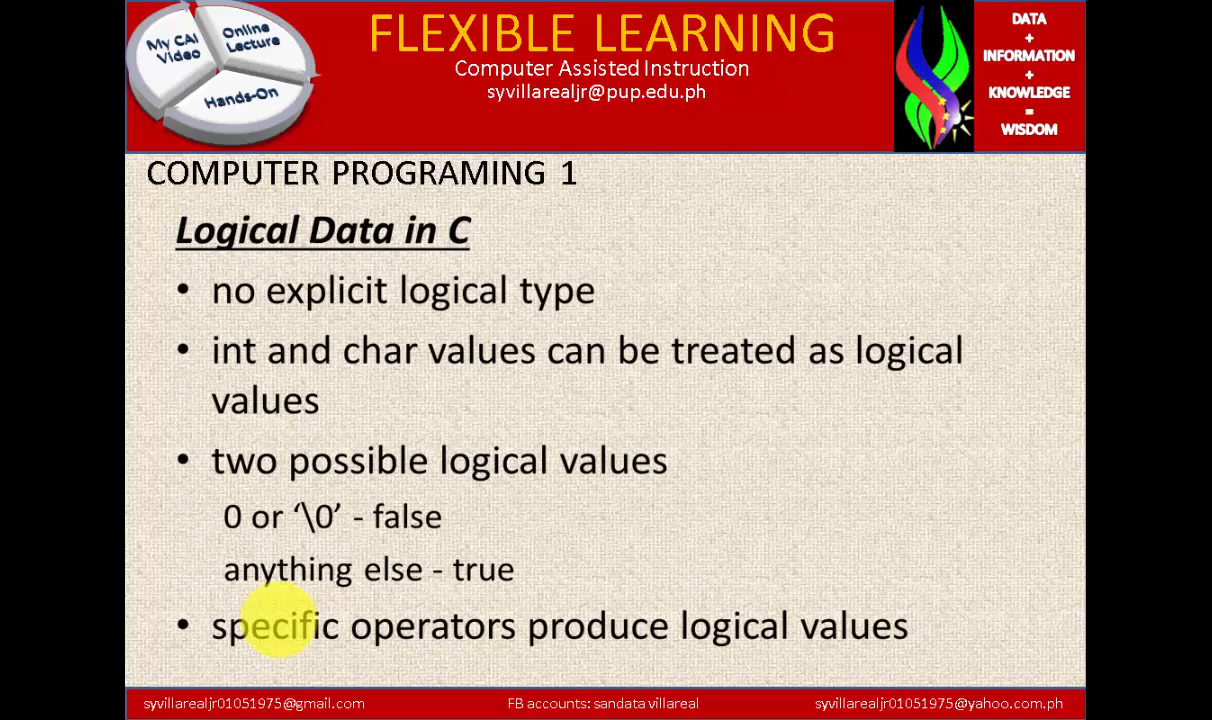 My CAI
Video
Online
Lecture
Hands-On
FLEXIBLE LEARNING
Computer Assisted Instruction
syvillarealjr@pup.edu.ph
DATA
+
INFORMATION
+
KNOWLEDGE
=
WISDOM
COMPUTER PROGRAMING 1
Logical Data in C
• no explicit logical type
• int and char values can be treated as logical
values
• two possible logical values
0 or ‘\0’ - false
anything else - true
• specific operators produce logical values
syvillarealjr01051975@gmail.com
FB accounts: sandata villareal
syvillarealjr01051975@yahoo.com.ph